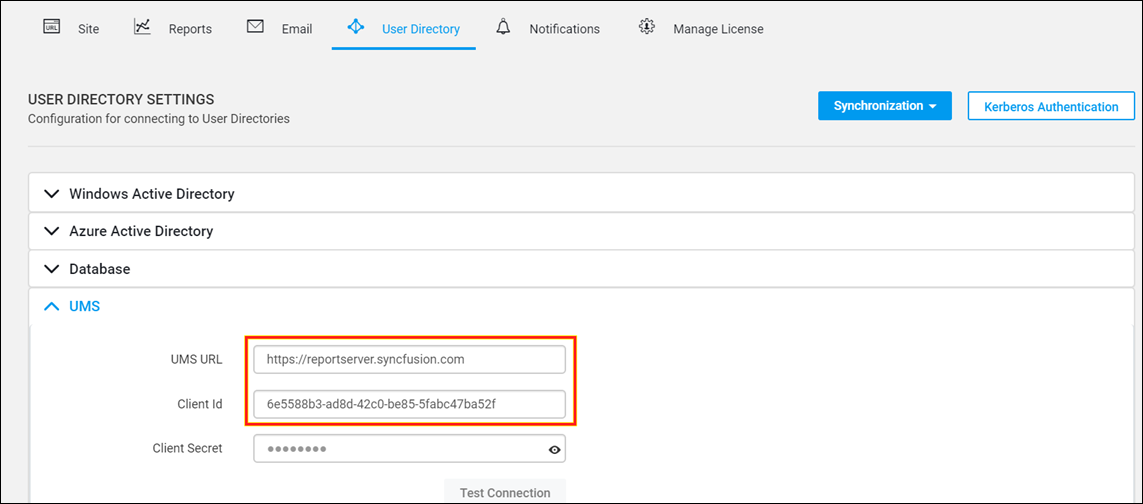 URL Site Reports Email User Directory Notifications Manage License
USER DIRECTORY SETTINGS
Configuration for connecting to User Directories
Synchronization
Kerberos Authentication
Windows Active Directory
Azure Active Directory
Database
UMS
UMS URL https://reportserver.syncfusion.com
Client Id 6e5588b3-ad8d-42c0-be85-5fabc47ba52f
Client Secret ●●●●●●●●
Test Connection